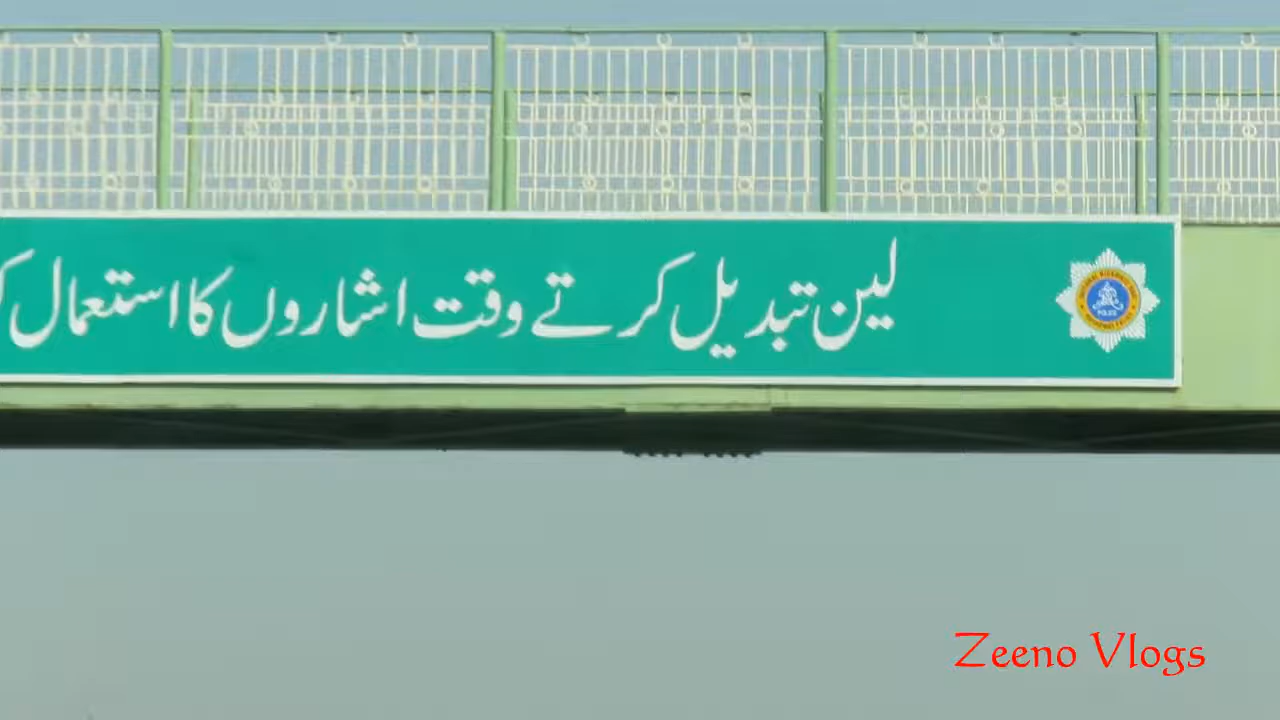 لین تبدیل کرتے وقت اشاروں کا استعمال
Zeeno Vlogs